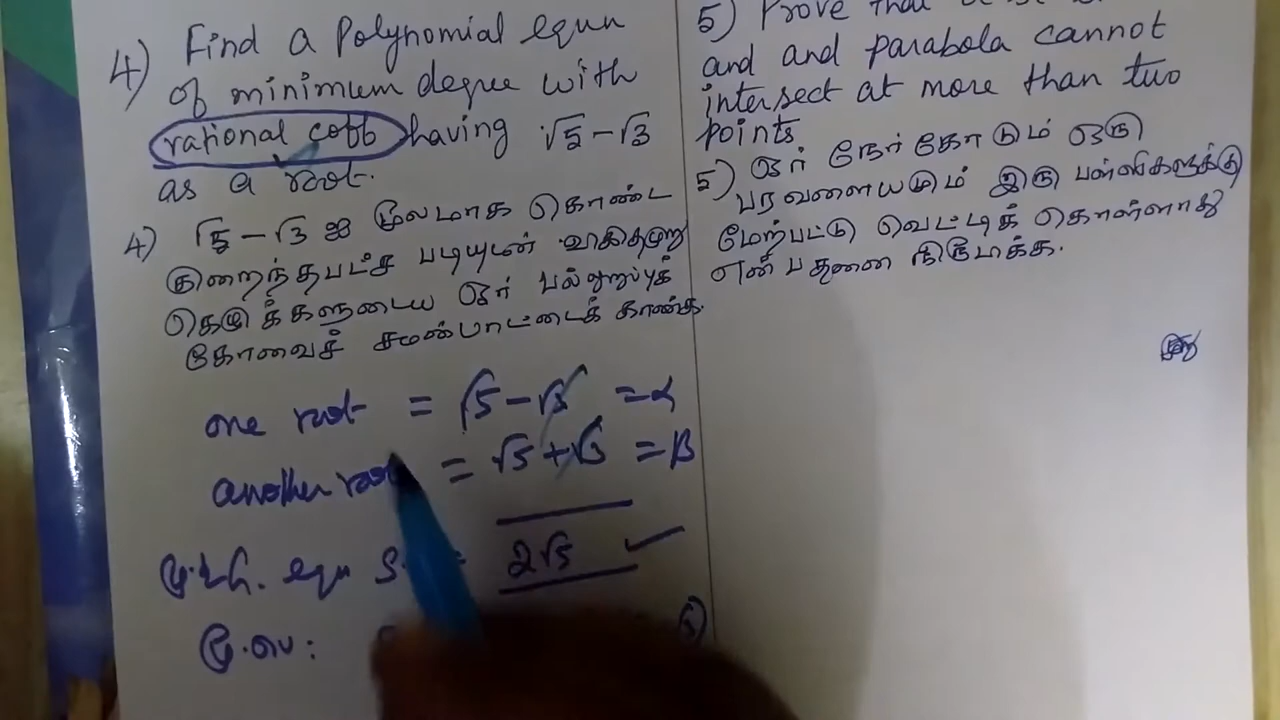 4) Find a Polynomial equn
of minimum degree with
rational coff having √5 - √3
as a root.
4) √5 - √3 ஐ மூலமாக கொண்ட
குறைந்தபட்ச படியுடன் விகிதமுறு
கெழுக்களுடைய ஓர் பல்லுறுப்புக்
கோவைச் சமன்பாட்டைக் காண்க.
one root = √5 - √3 = α
another root = √5 + √3 = β
2√5
மு.பெ:
5) Prove that
and and parabola cannot
intersect at more than two
points
5) ஓர் நேர்கோடும் ஒரு
பரவளையமும் இரு புள்ளிகளுக்கு
மேற்பட்டு வெட்டிக் கொள்ளாது
என்பதனை நிரூபிக்க.